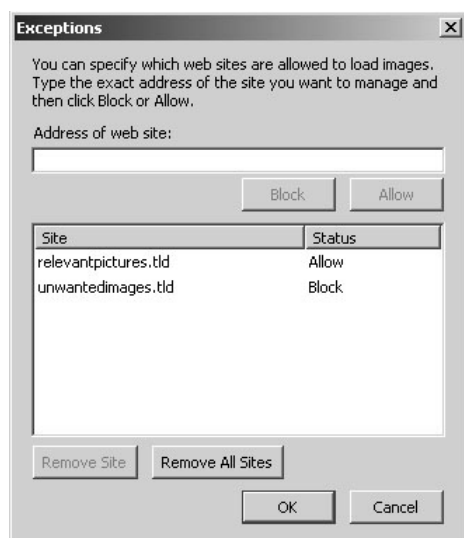 Exceptions
You can specify which web sites are allowed to load images.
Type the exact address of the site you want to manage and
then click Block or Allow.
Address of web site:
Block Allow
Site Status
relevantpictures.tld Allow
unwantedimages.tld Block
Remove Site Remove All Sites
OK Cancel